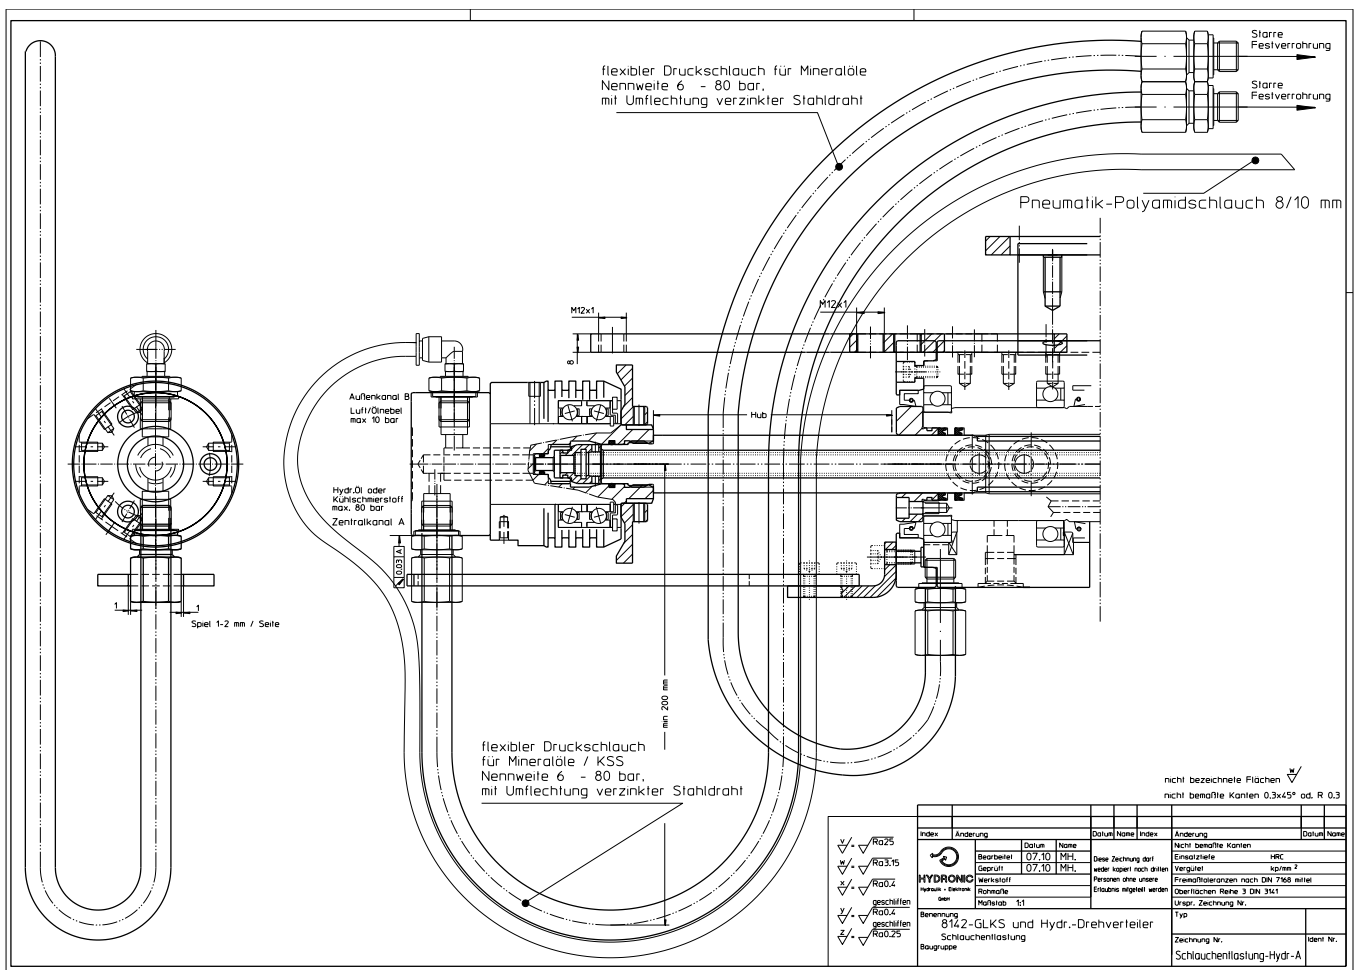 Starre
Festverrohrung
Starre
Festverrohrung
flexibler Druckschlauch für Mineralöle
Nennweite 6 - 80 bar,
mit Umflechtung verzinkter Stahldraht
Pneumatik-Polyamidschlauch 8/10 mm
M12x1
M12x1
8
Hub
Außenkanal B
Luft/Ölnebel
max 10 bar
Hydr.Öl oder
Kühlschmierstoff
max. 80 bar
Zentralkanal A
0.03 A
1
1
Spiel 1-2 mm / Seite
min 200 mm
flexibler Druckschlauch
für Mineralöle / KSS
Nennweite 6 - 80 bar,
mit Umflechtung verzinkter Stahldraht
nicht bezeichnete Flächen w
nicht bemaßte Kanten 0,3x45° od. R 0.3
v Ra25
w Ra3.15
x Ra0.4
geschliffen
y Ra0.4
geschliffen
z Ra0.25
Index Änderung Datum Name Index Änderung Datum Name
HYDRONIC
Hydraulik - Elektronik
GmbH
Datum Name
Bearbeitet 07.10 MH.
Geprüft 07.10 MH.
Werkstoff
Rohmaße
Maßstab 1:1
Diese Zeichnung darf
weder kopiert noch dritten
Personen ohne unsere
Erlaubnis mitgeteilt werden
Nicht bemaßte Kanten
Einsatztiefe HRC
Vergütet kp/mm ²
Freimaßtoleranzen nach DIN 7168 mittel
Oberflächen Reihe 3 DIN 3141
Urspr. Zeichnung Nr.
Benennung
8142-GLKS und Hydr.-Drehverteiler
Schlauchentlastung
Baugruppe
Typ
Zeichnung Nr.
Ident Nr.
Schlauchentlastung-Hydr-A